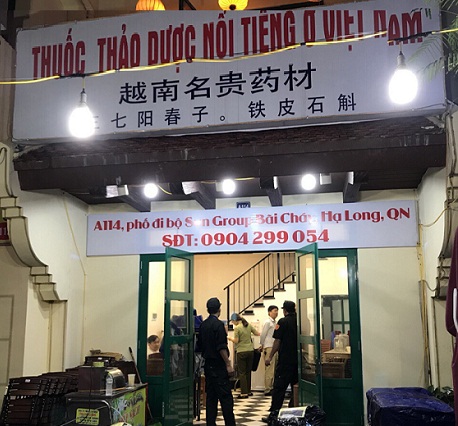 THUỐC THẢO DƯỢC NỔI TIẾNG Ở VIỆT NAM"
越南名贵药材
七阳春子。铁皮石斛
A114, phố đi bộ Sun Group-Bãi Cháy, Hạ Long, QN
SĐT: 0904 299 054